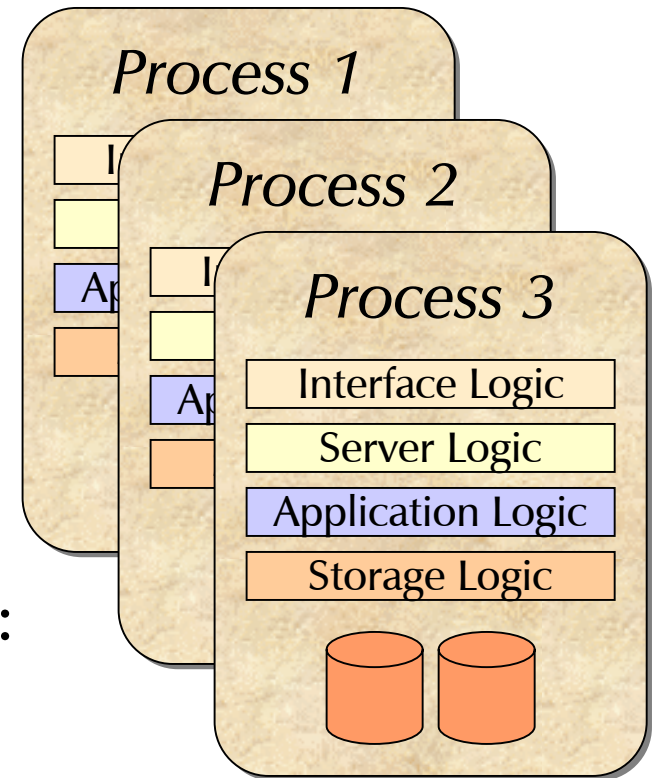 Process 1
Process 2
Process 3
Interface Logic
Server Logic
Application Logic
Storage Logic
: